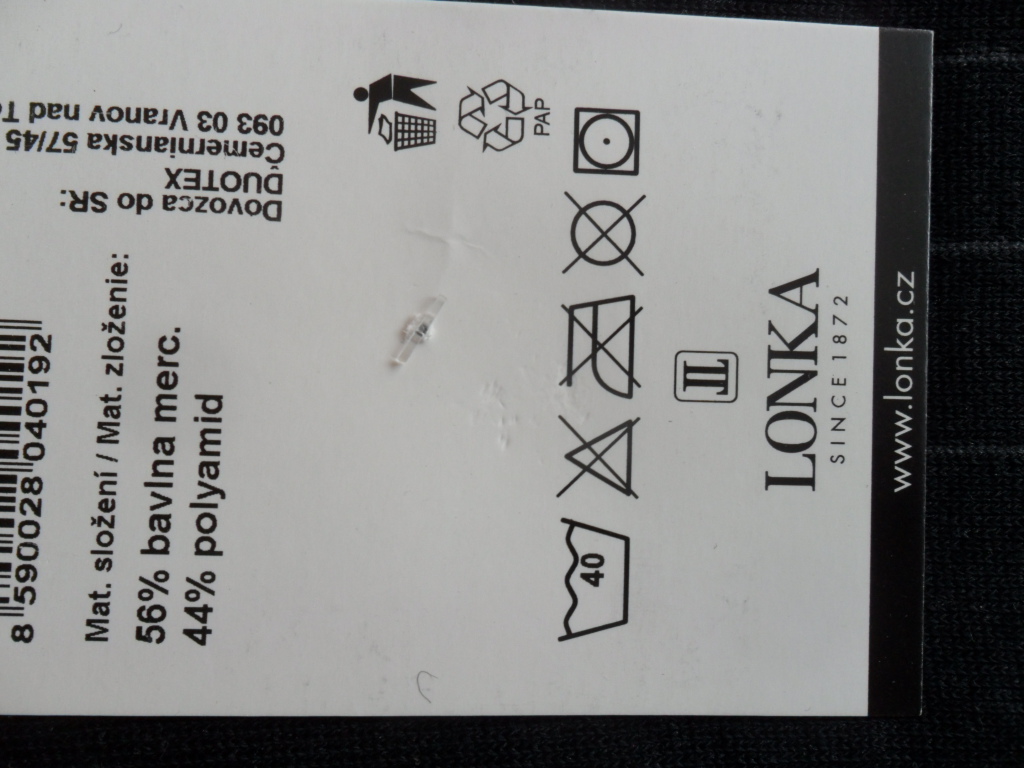 8 590028 040192
Mat. složení / Mat. zloženie:
56% bavlna merc.
44% polyamid
Dovozca do SR:
DUOTEX
Čemernianska 57/45
093 03 Vranov nad
PAP
40
LONKA
SINCE 1872
www.lonka.cz